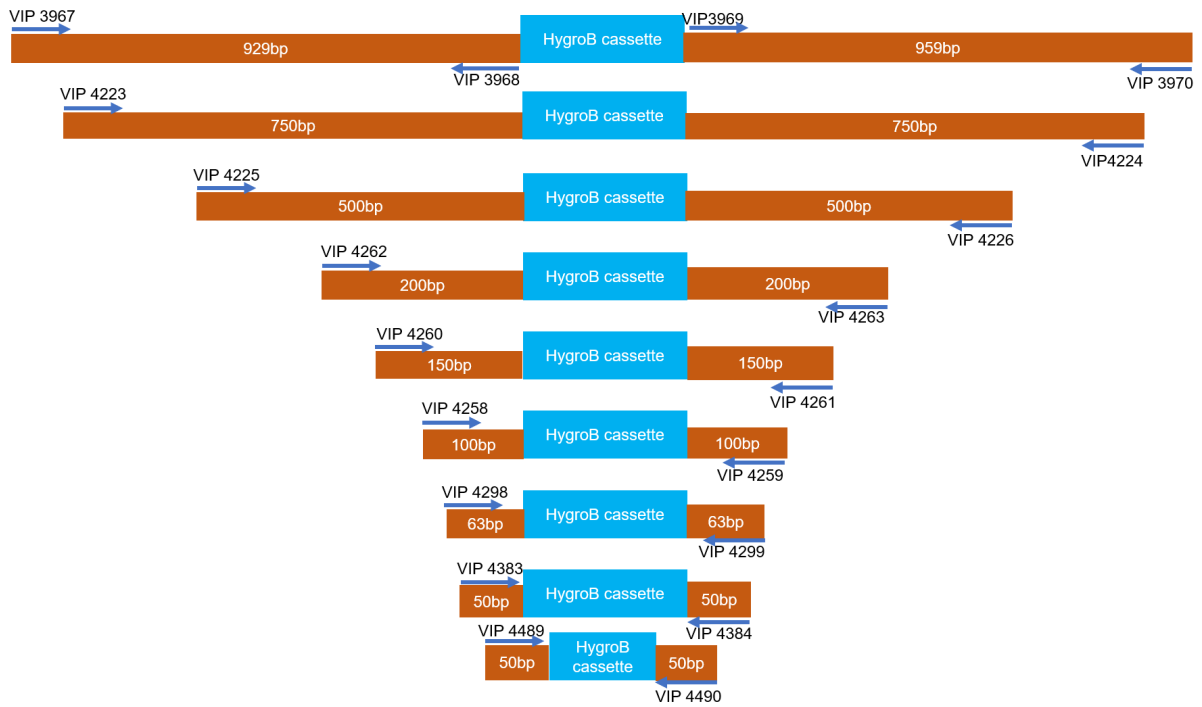 VIP 3967
929bp
VIP 3968
HygroB cassette
VIP3969
959bp
VIP 3970
VIP 4223
750bp
HygroB cassette
750bp
VIP4224
VIP 4225
500bp
HygroB cassette
500bp
VIP 4226
VIP 4262
200bp
HygroB cassette
200bp
VIP 4263
VIP 4260
150bp
HygroB cassette
150bp
VIP 4261
VIP 4258
100bp
HygroB cassette
100bp
VIP 4259
VIP 4298
63bp
HygroB cassette
63bp
VIP 4299
VIP 4383
50bp
HygroB cassette
50bp
VIP 4384
VIP 4489
50bp
HygroB
cassette
50bp
VIP 4490